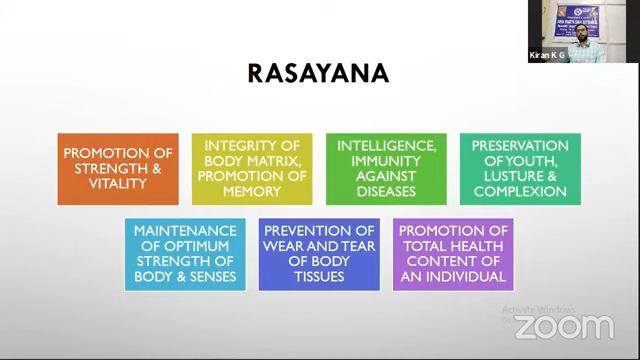 Kiran K G
RASAYANA
PROMOTION OF
STRENGTH &
VITALITY
INTEGRITY OF
BODY MATRIX,
PROMOTION OF
MEMORY
INTELLIGENCE,
IMMUNITY
AGAINST
DISEASES
PRESERVATION
OF YOUTH,
LUSTURE &
COMPLEXION
MAINTENANCE
OF OPTIMUM
STRENGTH OF
BODY & SENSES
PREVENTION OF
WEAR AND TEAR
OF BODY
TISSUES
PROMOTION OF
TOTAL HEALTH
CONTENT OF
AN INDIVIDUAL
Activate Windows
zoom